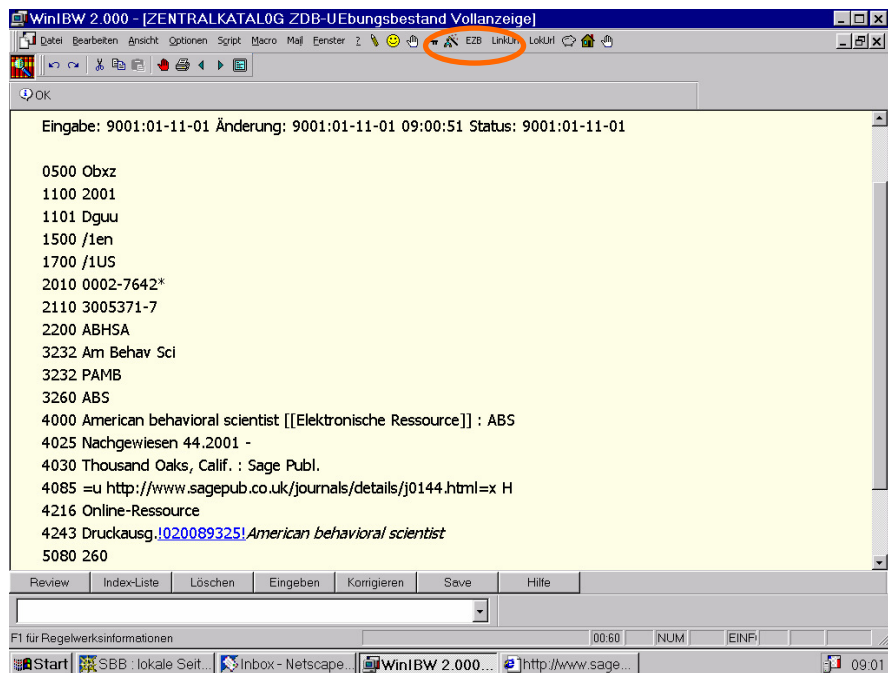 WinIBW 2.000 - [ZENTRALKATAL0G ZDB-UEbungsbestand Vollanzeige]
Datei Bearbeiten Ansicht Optionen Script Macro Mail Fenster ? EZB LinkUrl LokUrl
OK
Eingabe: 9001:01-11-01 Änderung: 9001:01-11-01 09:00:51 Status: 9001:01-11-01
0500 Obxz
1100 2001
1101 Dguu
1500 /1en
1700 /1US
2010 0002-7642*
2110 3005371-7
2200 ABHSA
3232 Am Behav Sci
3232 PAMB
3260 ABS
4000 American behavioral scientist [[Elektronische Ressource]] : ABS
4025 Nachgewiesen 44.2001 -
4030 Thousand Oaks, Calif. : Sage Publ.
4085 =u http://www.sagepub.co.uk/journals/details/j0144.html=x H
4216 Online-Ressource
4243 Druckausg.!020089325!American behavioral scientist
5080 260
Review Index-Liste Löschen Eingeben Korrigieren Save Hilfe
F1 für Regelwerksinformationen 00:60 NUM EINF
Start SBB : lokale Seit... Inbox - Netscape... WinIBW 2.000... http://www.sage... 09:01